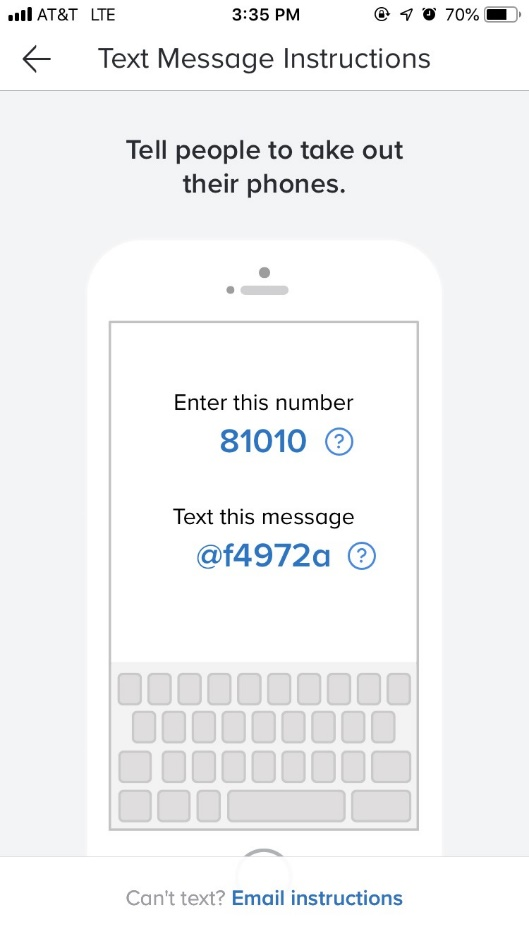 AT&T LTE 3:35 PM 70%
Text Message Instructions
Tell people to take out
their phones.
Enter this number
81010 ?
Text this message
@f4972a ?
Can't text? Email instructions